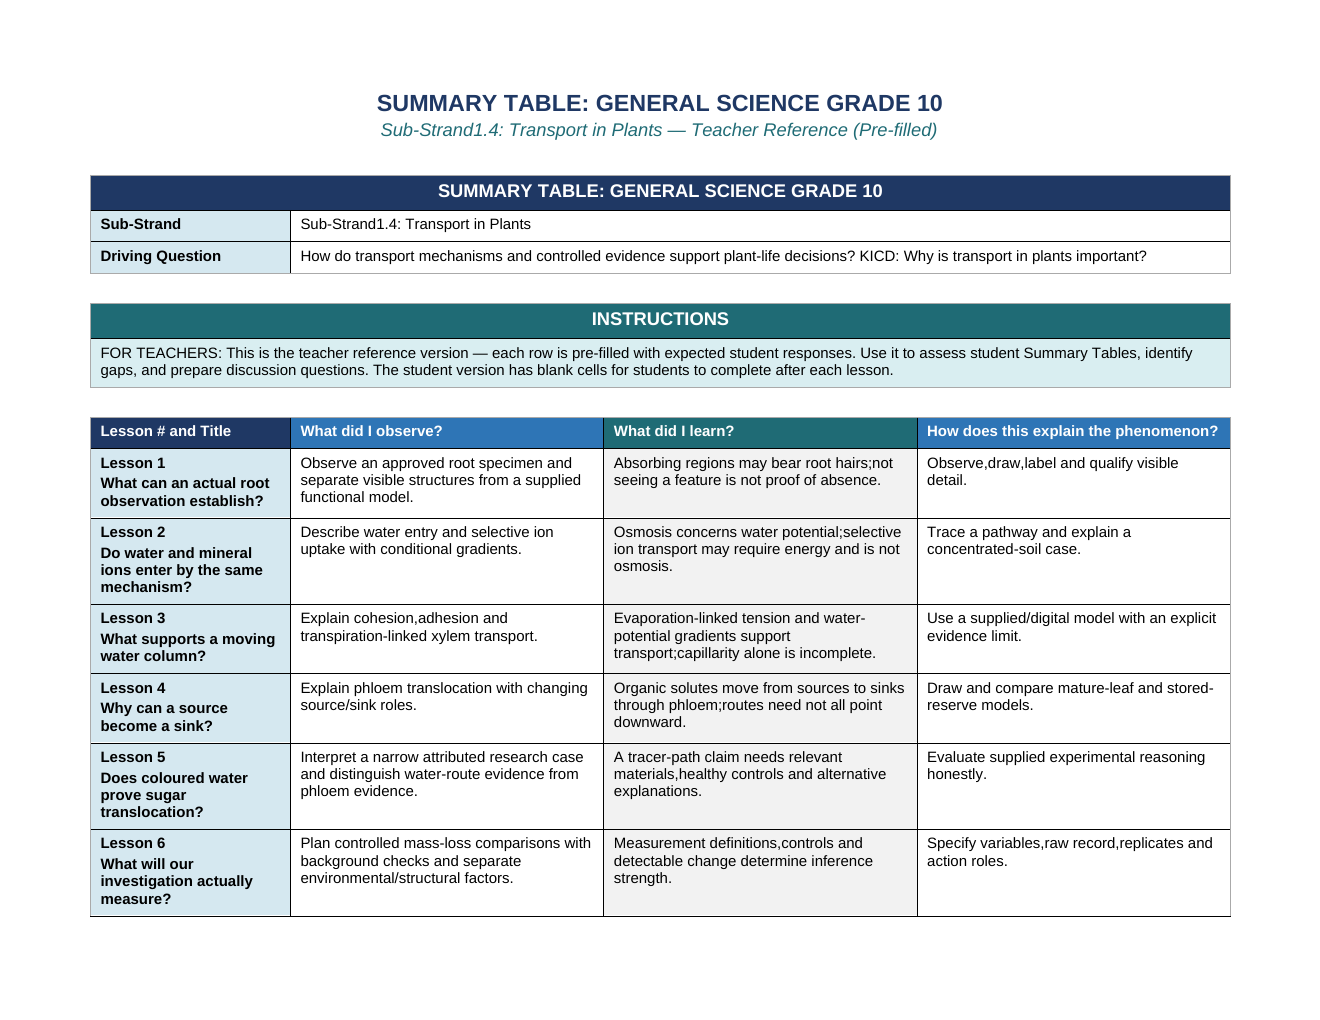 SUMMARY TABLE: GENERAL SCIENCE GRADE 10
Sub-Strand1.4: Transport in Plants — Teacher Reference (Pre-filled)
SUMMARY TABLE: GENERAL SCIENCE GRADE 10
Sub-Strand
Sub-Strand1.4: Transport in Plants
Driving Question
How do transport mechanisms and controlled evidence support plant-life decisions? KICD: Why is transport in plants important?
INSTRUCTIONS
FOR TEACHERS: This is the teacher reference version — each row is pre-filled with expected student responses. Use it to assess student Summary Tables, identify
gaps, and prepare discussion questions. The student version has blank cells for students to complete after each lesson.
Lesson # and Title
What did I observe?
What did I learn?
How does this explain the phenomenon?
Lesson 1
What can an actual root
observation establish?
Observe an approved root specimen and
separate visible structures from a supplied
functional model.
Absorbing regions may bear root hairs;not
seeing a feature is not proof of absence.
Observe,draw,label and qualify visible
detail.
Lesson 2
Do water and mineral
ions enter by the same
mechanism?
Describe water entry and selective ion
uptake with conditional gradients.
Osmosis concerns water potential;selective
ion transport may require energy and is not
osmosis.
Trace a pathway and explain a
concentrated-soil case.
Lesson 3
What supports a moving
water column?
Explain cohesion,adhesion and
transpiration-linked xylem transport.
Evaporation-linked tension and water-
potential gradients support
transport;capillarity alone is incomplete.
Use a supplied/digital model with an explicit
evidence limit.
Lesson 4
Why can a source
become a sink?
Explain phloem translocation with changing
source/sink roles.
Organic solutes move from sources to sinks
through phloem;routes need not all point
downward.
Draw and compare mature-leaf and stored-
reserve models.
Lesson 5
Does coloured water
prove sugar
translocation?
Interpret a narrow attributed research case
and distinguish water-route evidence from
phloem evidence.
A tracer-path claim needs relevant
materials,healthy controls and alternative
explanations.
Evaluate supplied experimental reasoning
honestly.
Lesson 6
What will our
investigation actually
measure?
Plan controlled mass-loss comparisons with
background checks and separate
environmental/structural factors.
Measurement definitions,controls and
detectable change determine inference
strength.
Specify variables,raw record,replicates and
action roles.